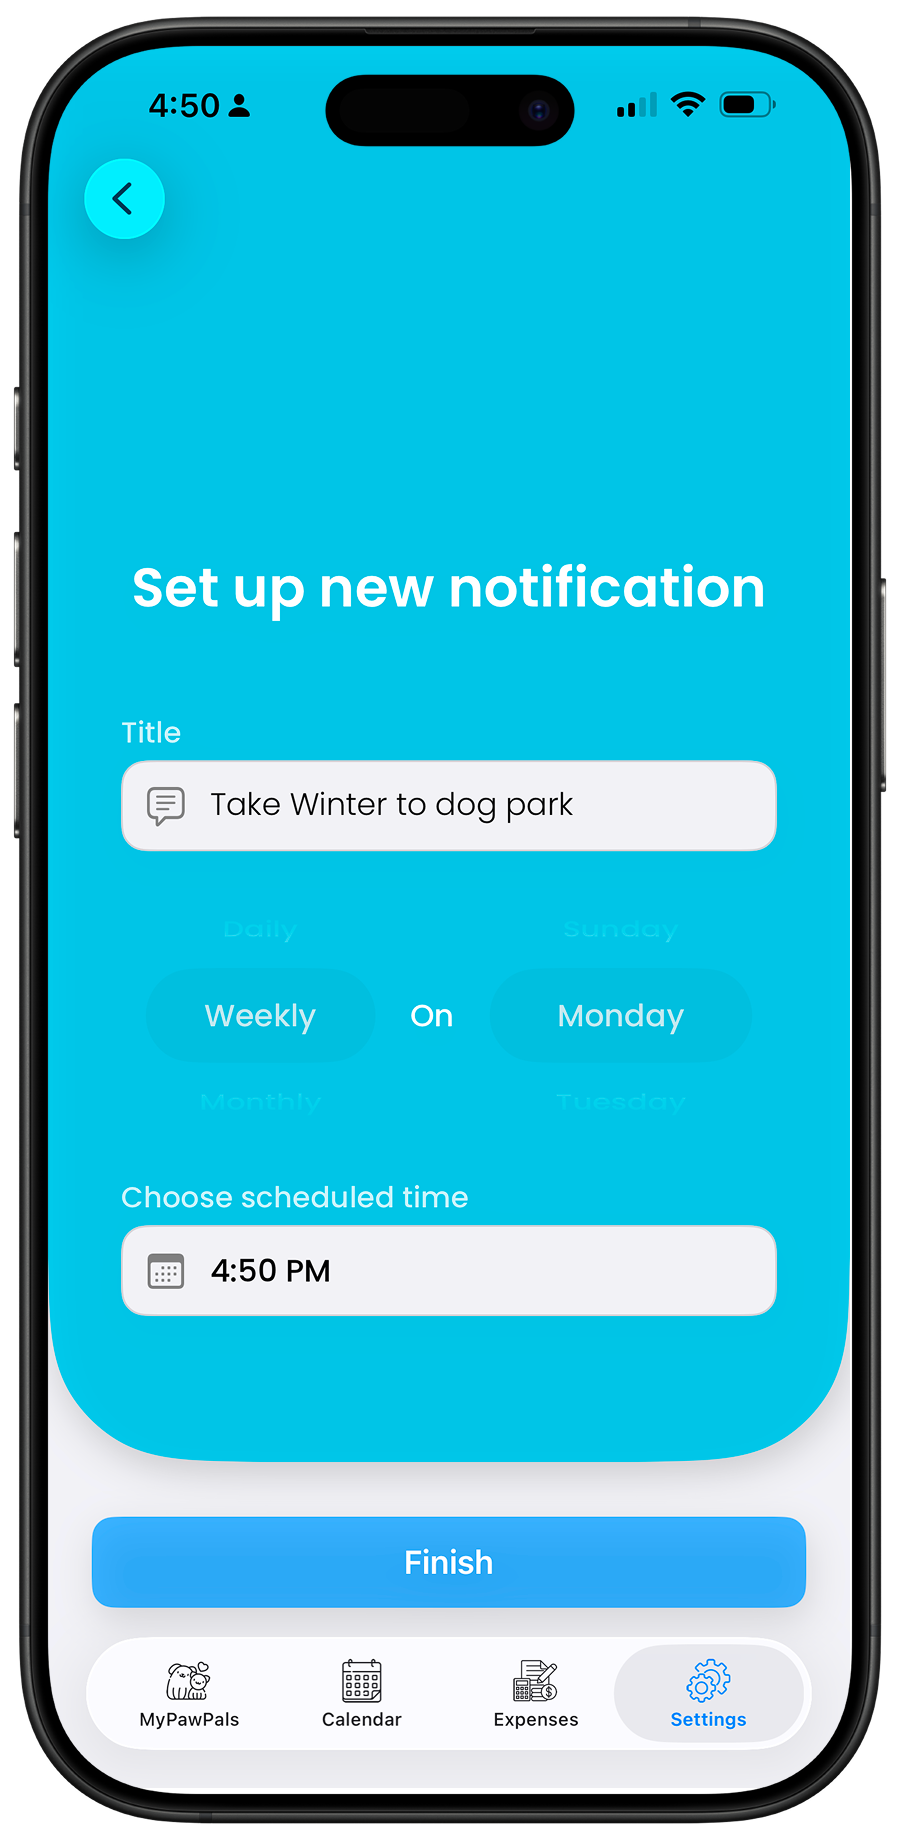 4:50
Set up new notification
Title
Take Winter to dog park
Daily Sunday
Weekly On Monday
Monthly Tuesday
Choose scheduled time
4:50 PM
Finish
MyPawPals Calendar Expenses Settings